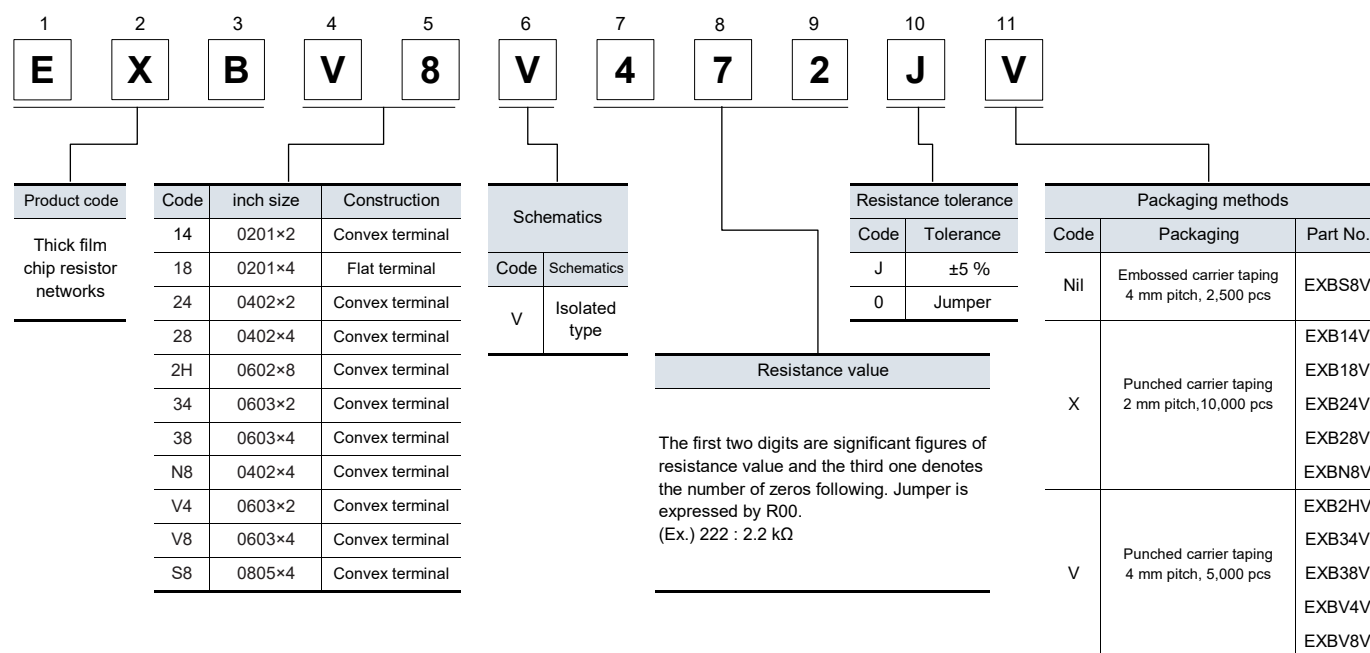 1 2 3 4 5 6 7 8 9 10 11
E X B V 8 V 4 7 2 J V
Product code
Thick film
chip resistor
networks
Code inch size Construction
14 0201×2 Convex terminal
18 0201×4 Flat terminal
24 0402×2 Convex terminal
28 0402×4 Convex terminal
2H 0602×8 Convex terminal
34 0603×2 Convex terminal
38 0603×4 Convex terminal
N8 0402×4 Convex terminal
V4 0603×2 Convex terminal
V8 0603×4 Convex terminal
S8 0805×4 Convex terminal
Schematics
Code Schematics
V Isolated
type
Resistance value
The first two digits are significant figures of
resistance value and the third one denotes
the number of zeros following. Jumper is
expressed by R00.
(Ex.) 222 : 2.2 kΩ
Resistance tolerance
Code Tolerance
J ±5 %
0 Jumper
Packaging methods
Code Packaging Part No.
Nil Embossed carrier taping
4 mm pitch, 2,500 pcs
EXBS8V
X Punched carrier taping
2 mm pitch,10,000 pcs
EXB14V
EXB18V
EXB24V
EXB28V
EXBN8V
V Punched carrier taping
4 mm pitch, 5,000 pcs
EXB2HV
EXB34V
EXB38V
EXBV4V
EXBV8V